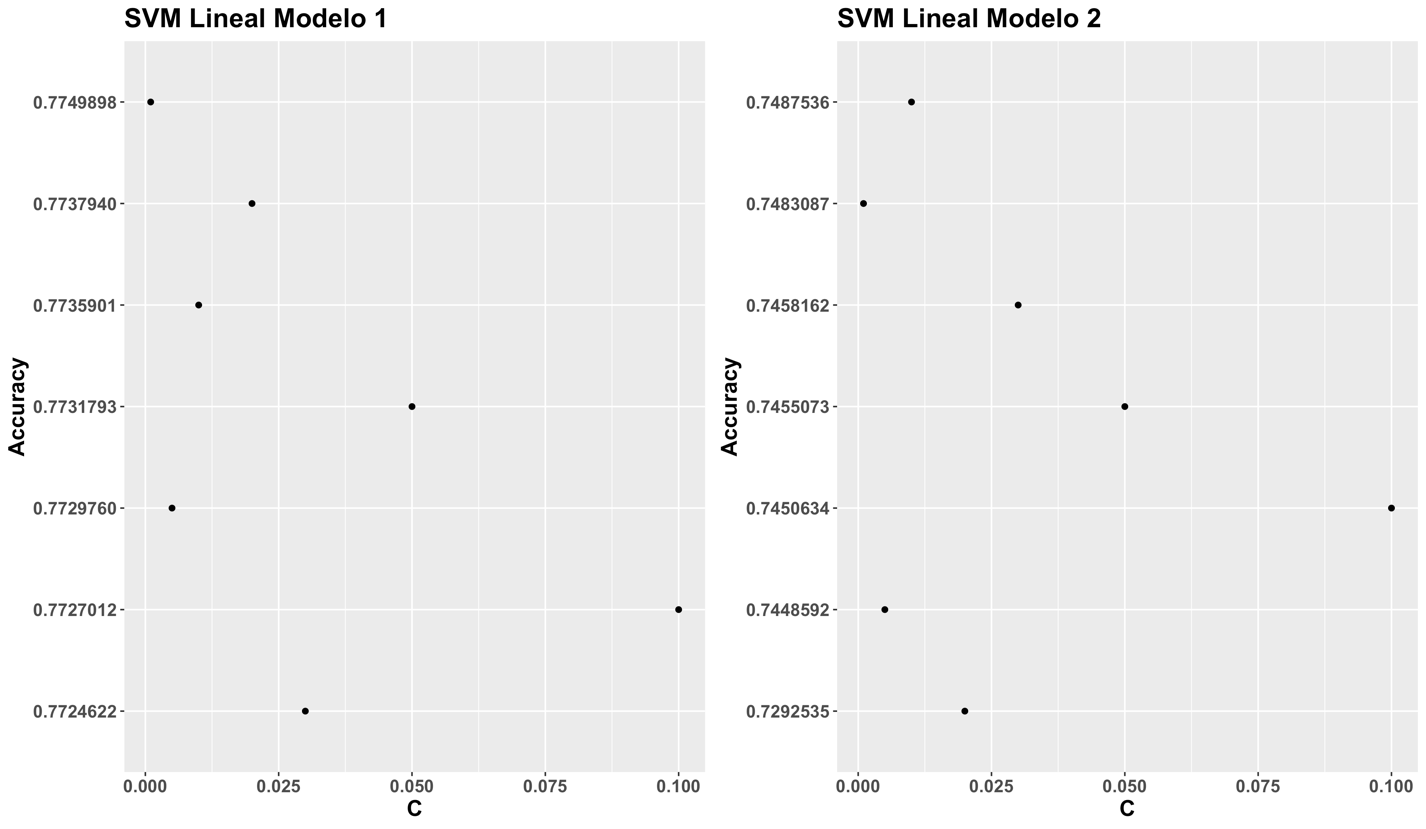 SVM Lineal Modelo 1
Accuracy
0.7749898
0.7737940
0.7735901
0.7731793
0.7729760
0.7727012
0.7724622
0.000 0.025 0.050 0.075 0.100
C
SVM Lineal Modelo 2
Accuracy
0.7487536
0.7483087
0.7458162
0.7455073
0.7450634
0.7448592
0.7292535
0.000 0.025 0.050 0.075 0.100
C